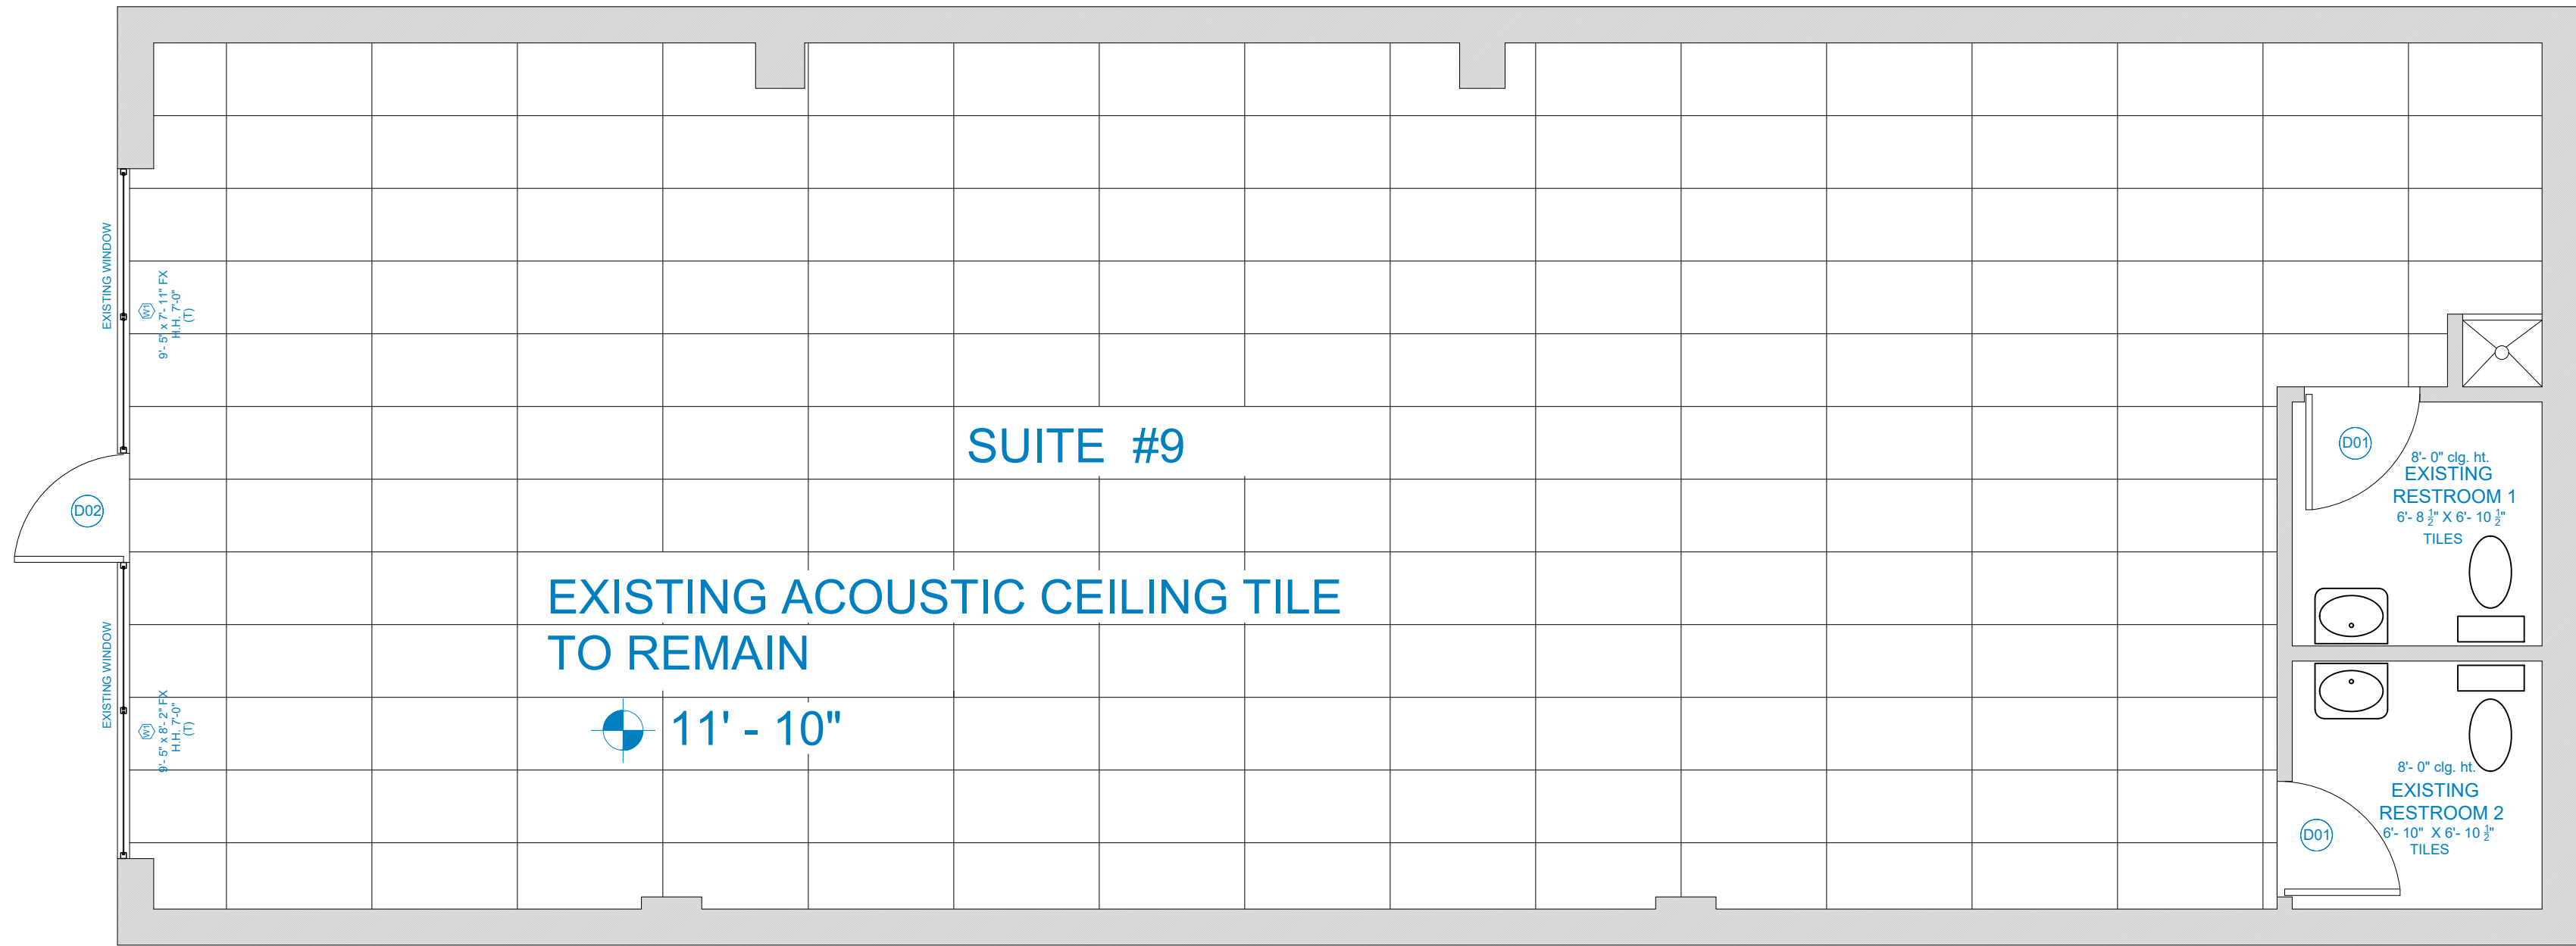 EXISTING WINDOW
W1
9'- 5" x 7'- 11" FX
H.H. 7'-0"
(T)
SUITE #9
D01
8'- 0" clg. ht.
EXISTING
RESTROOM 1
6'- 8 ½" X 6'- 10 ½"
TILES
D02
EXISTING ACOUSTIC CEILING TILE
TO REMAIN
11' - 10"
EXISTING WINDOW
W1
9'- 5" x 8'- 2" FX
H.H. 7'-0"
(T)
8'- 0" clg. ht.
EXISTING
RESTROOM 2
6'- 10" X 6'- 10 ½"
TILES
D01